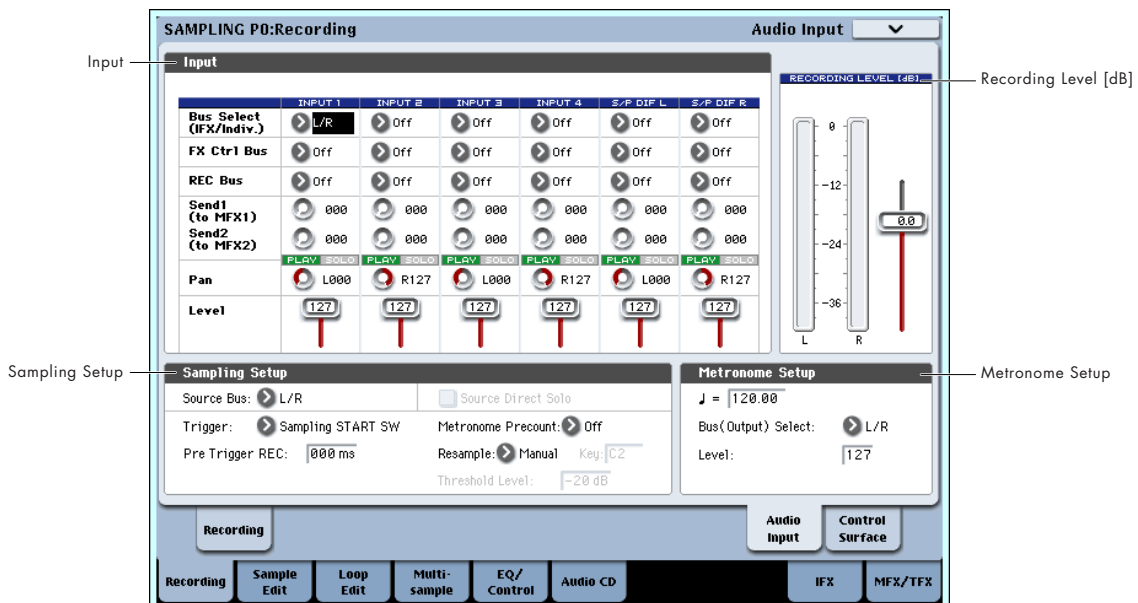 SAMPLING P0:Recording
Audio Input
Input
Input
RECORDING LEVEL [dB]
Recording Level [dB]
INPUT 1 INPUT 2 INPUT 3 INPUT 4 S/P DIF L S/P DIF R
Bus Select
(IFX/Indiv.)
L/R Off Off Off Off Off
FX Ctrl Bus Off Off Off Off Off Off
REC Bus Off Off Off Off Off Off
Send1
(to MFX1)
000 000 000 000 000 000
Send2
(to MFX2)
000 000 000 000 000 000
PLAY SOLO PLAY SOLO PLAY SOLO PLAY SOLO PLAY SOLO PLAY SOLO
Pan L000 R127 L000 R127 L000 R127
Level 127 127 127 127 127 127
0
-12
-24
-36
L R
0.0
Sampling Setup
Sampling Setup
Source Bus: L/R
Source Direct Solo
Trigger: Sampling START SW
Metronome Precount: Off
Pre Trigger REC: 000 ms
Resample: Manual Key: C2
Threshold Level: -20 dB
Metronome Setup
Metronome Setup
♩ = 120.00
Bus(Output) Select: L/R
Level: 127
Recording
Audio
Input
Control
Surface
Recording
Sample
Edit
Loop
Edit
Multi-
sample
EQ/
Control
Audio CD
IFX
MFX/TFX